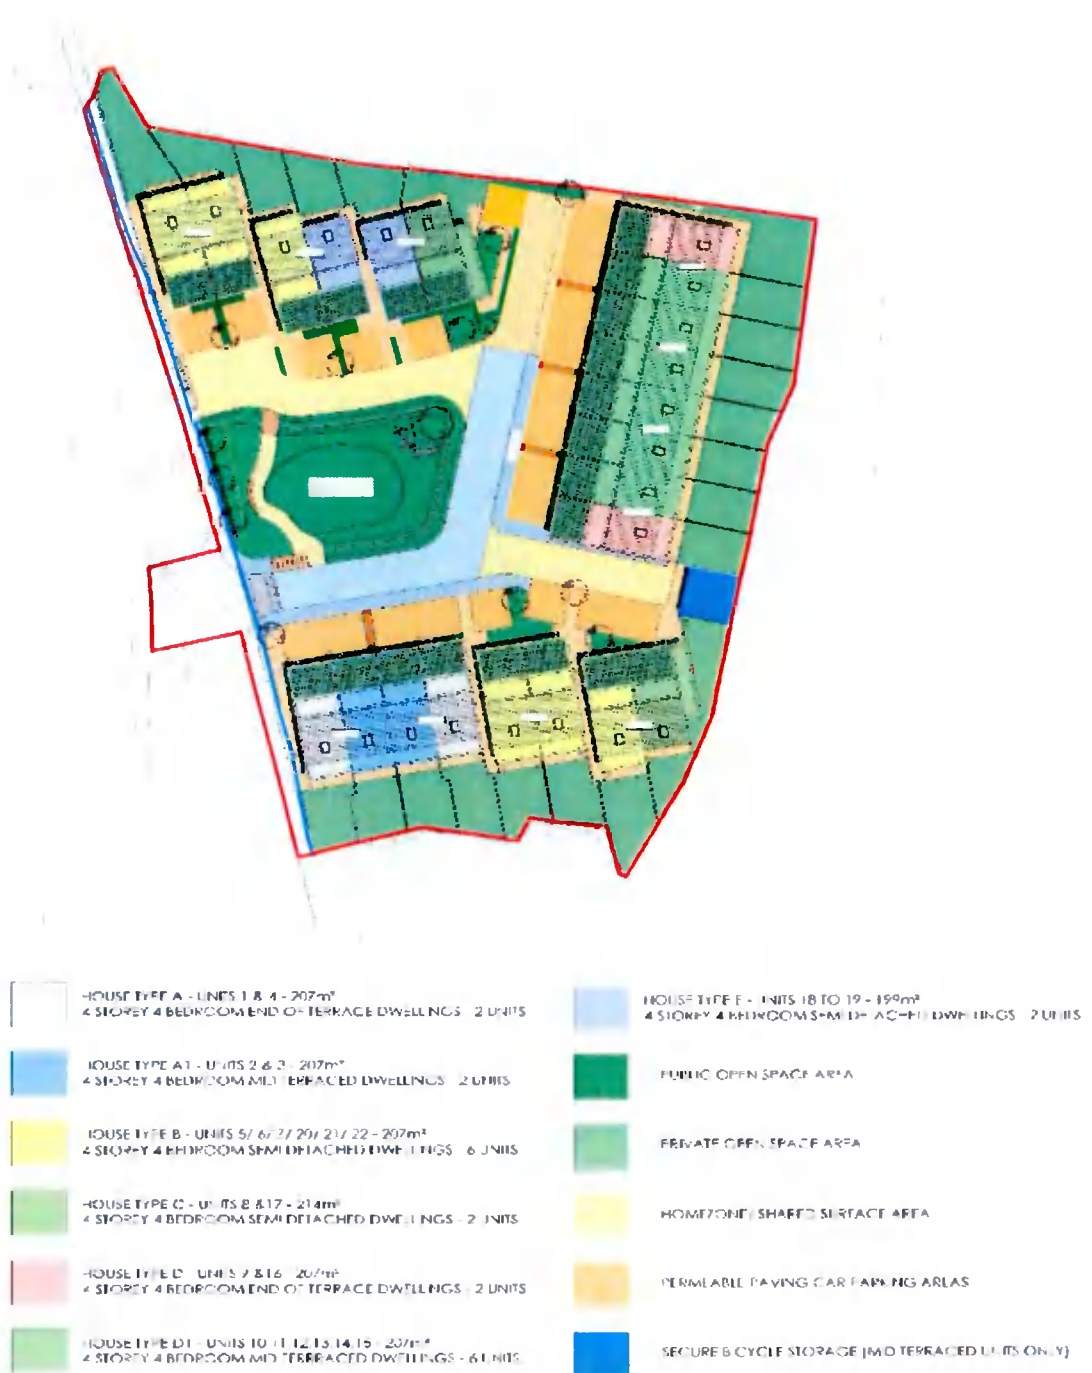 HOUSE TYPE A - UNITS 1 & 4 - 207m²
4 STOREY 4 BEDROOM END OF TERRACE DWELLINGS - 2 UNITS
HOUSE TYPE A1 - UNITS 2 & 3 - 207m²
4 STOREY 4 BEDROOM MID TERRACED DWELLINGS - 2 UNITS
HOUSE TYPE B - UNITS 5/ 6/ 7/ 20/ 21/ 22 - 207m²
4 STOREY 4 BEDROOM SEMI DETACHED DWELLINGS - 6 UNITS
HOUSE TYPE C - UNITS 8 & 17 - 214m²
4 STOREY 4 BEDROOM SEMI DETACHED DWELLINGS - 2 UNITS
HOUSE TYPE D - UNITS 9 & 16 - 207m²
4 STOREY 4 BEDROOM END OF TERRACE DWELLINGS - 2 UNITS
HOUSE TYPE D1 - UNITS 10,11,12,13,14,15 - 207m²
4 STOREY 4 BEDROOM MID TERRACED DWELLINGS - 6 UNITS
HOUSE TYPE E - UNITS 18 TO 19 - 199m²
4 STOREY 4 BEDROOM SEMI DETACHED DWELLINGS - 2 UNITS
PUBLIC OPEN SPACE AREA
PRIVATE OPEN SPACE AREA
HOMEZONE/ SHARED SURFACE AREA
PERMEABLE PAVING CAR PARKING AREAS
SECURE BICYCLE STORAGE (MID TERRACED UNITS ONLY)